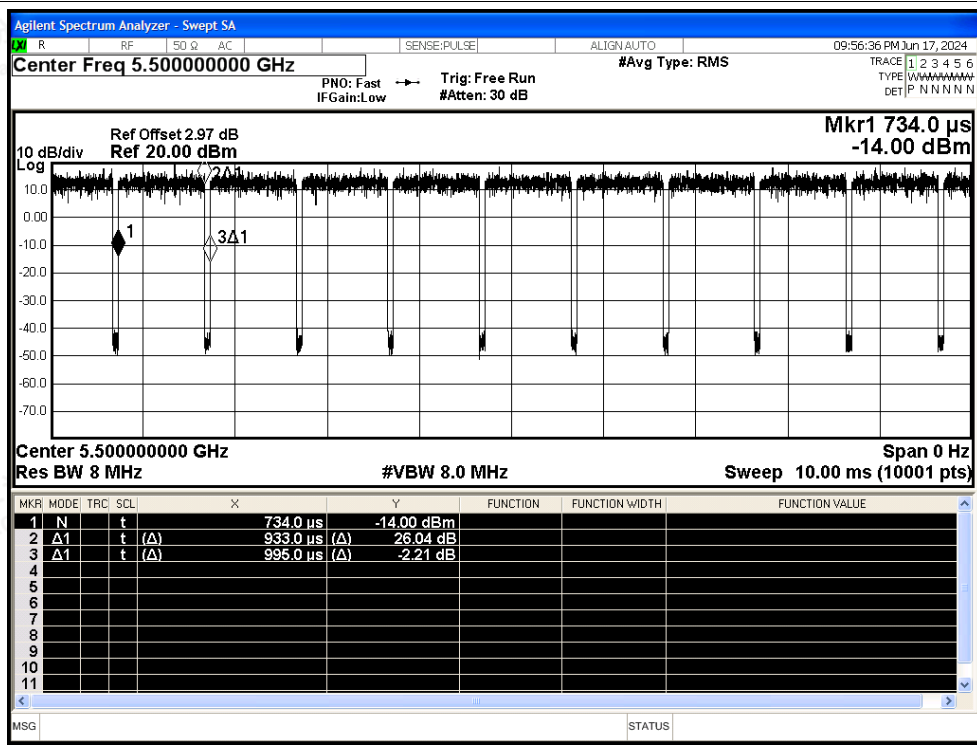 Agilent Spectrum Analyzer - Swept SA
LXI R RF 50 Ω AC SENSE:PULSE ALIGN AUTO 09:56:36 PM Jun 17, 2024
Center Freq 5.500000000 GHz #Avg Type: RMS TRACE 1 2 3 4 5 6
PNO: Fast Trig: Free Run TYPE WWWWWW
IFGain:Low #Atten: 30 dB DET P N N N N N
Ref Offset 2.97 dB Mkr1 734.0 µs
10 dB/div Ref 20.00 dBm -14.00 dBm
Log
2Δ1
10.0
0.00
1 3Δ1
-10.0
-20.0
-30.0
-40.0
-50.0
-60.0
-70.0
Center 5.500000000 GHz Span 0 Hz
Res BW 8 MHz #VBW 8.0 MHz Sweep 10.00 ms (10001 pts)
MKR MODE TRC SCL X Y FUNCTION FUNCTION WIDTH FUNCTION VALUE
1 N t 734.0 µs -14.00 dBm
2 Δ1 t (Δ) 933.0 µs (Δ) 26.04 dB
3 Δ1 t (Δ) 995.0 µs (Δ) -2.21 dB
4
5
6
7
8
9
10
11
MSG STATUS